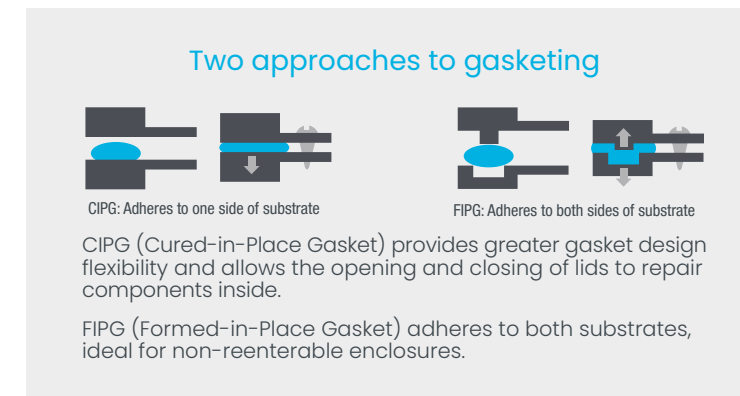 Two approaches to gasketing
CIPG: Adheres to one side of substrate
FIPG: Adheres to both sides of substrate
CIPG (Cured-in-Place Gasket) provides greater gasket design
flexibility and allows the opening and closing of lids to repair
components inside.
FIPG (Formed-in-Place Gasket) adheres to both substrates,
ideal for non-reenterable enclosures.